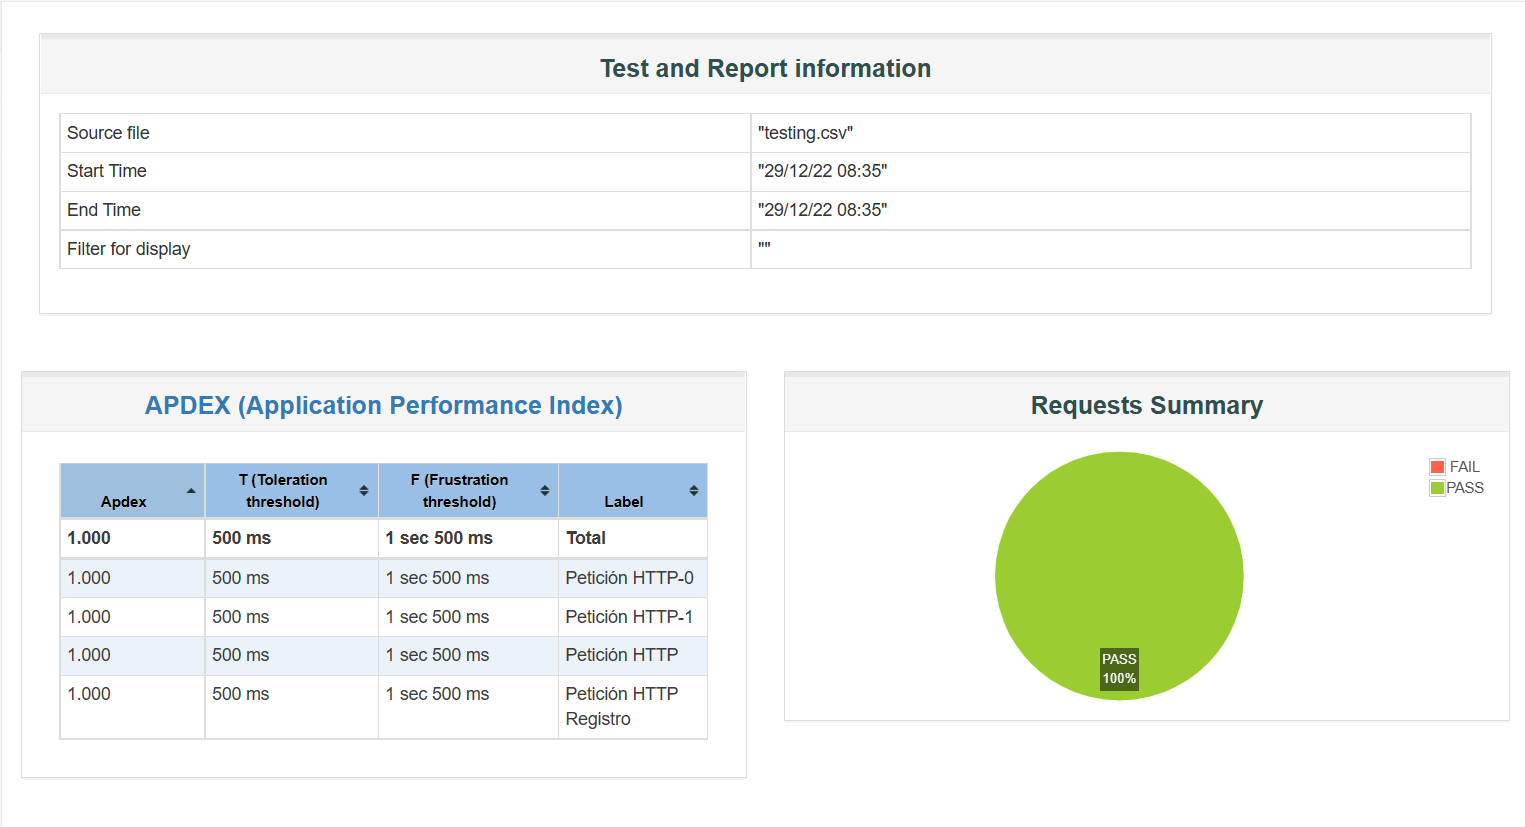 Test and Report information
Source file "testing.csv"
Start Time "29/12/22 08:35"
End Time "29/12/22 08:35"
Filter for display ""
APDEX (Application Performance Index)
Apdex T (Toleration threshold) F (Frustration threshold) Label
1.000 500 ms 1 sec 500 ms Total
1.000 500 ms 1 sec 500 ms Petición HTTP-0
1.000 500 ms 1 sec 500 ms Petición HTTP-1
1.000 500 ms 1 sec 500 ms Petición HTTP
1.000 500 ms 1 sec 500 ms Petición HTTP
Registro
Requests Summary
FAIL
PASS
PASS
100%